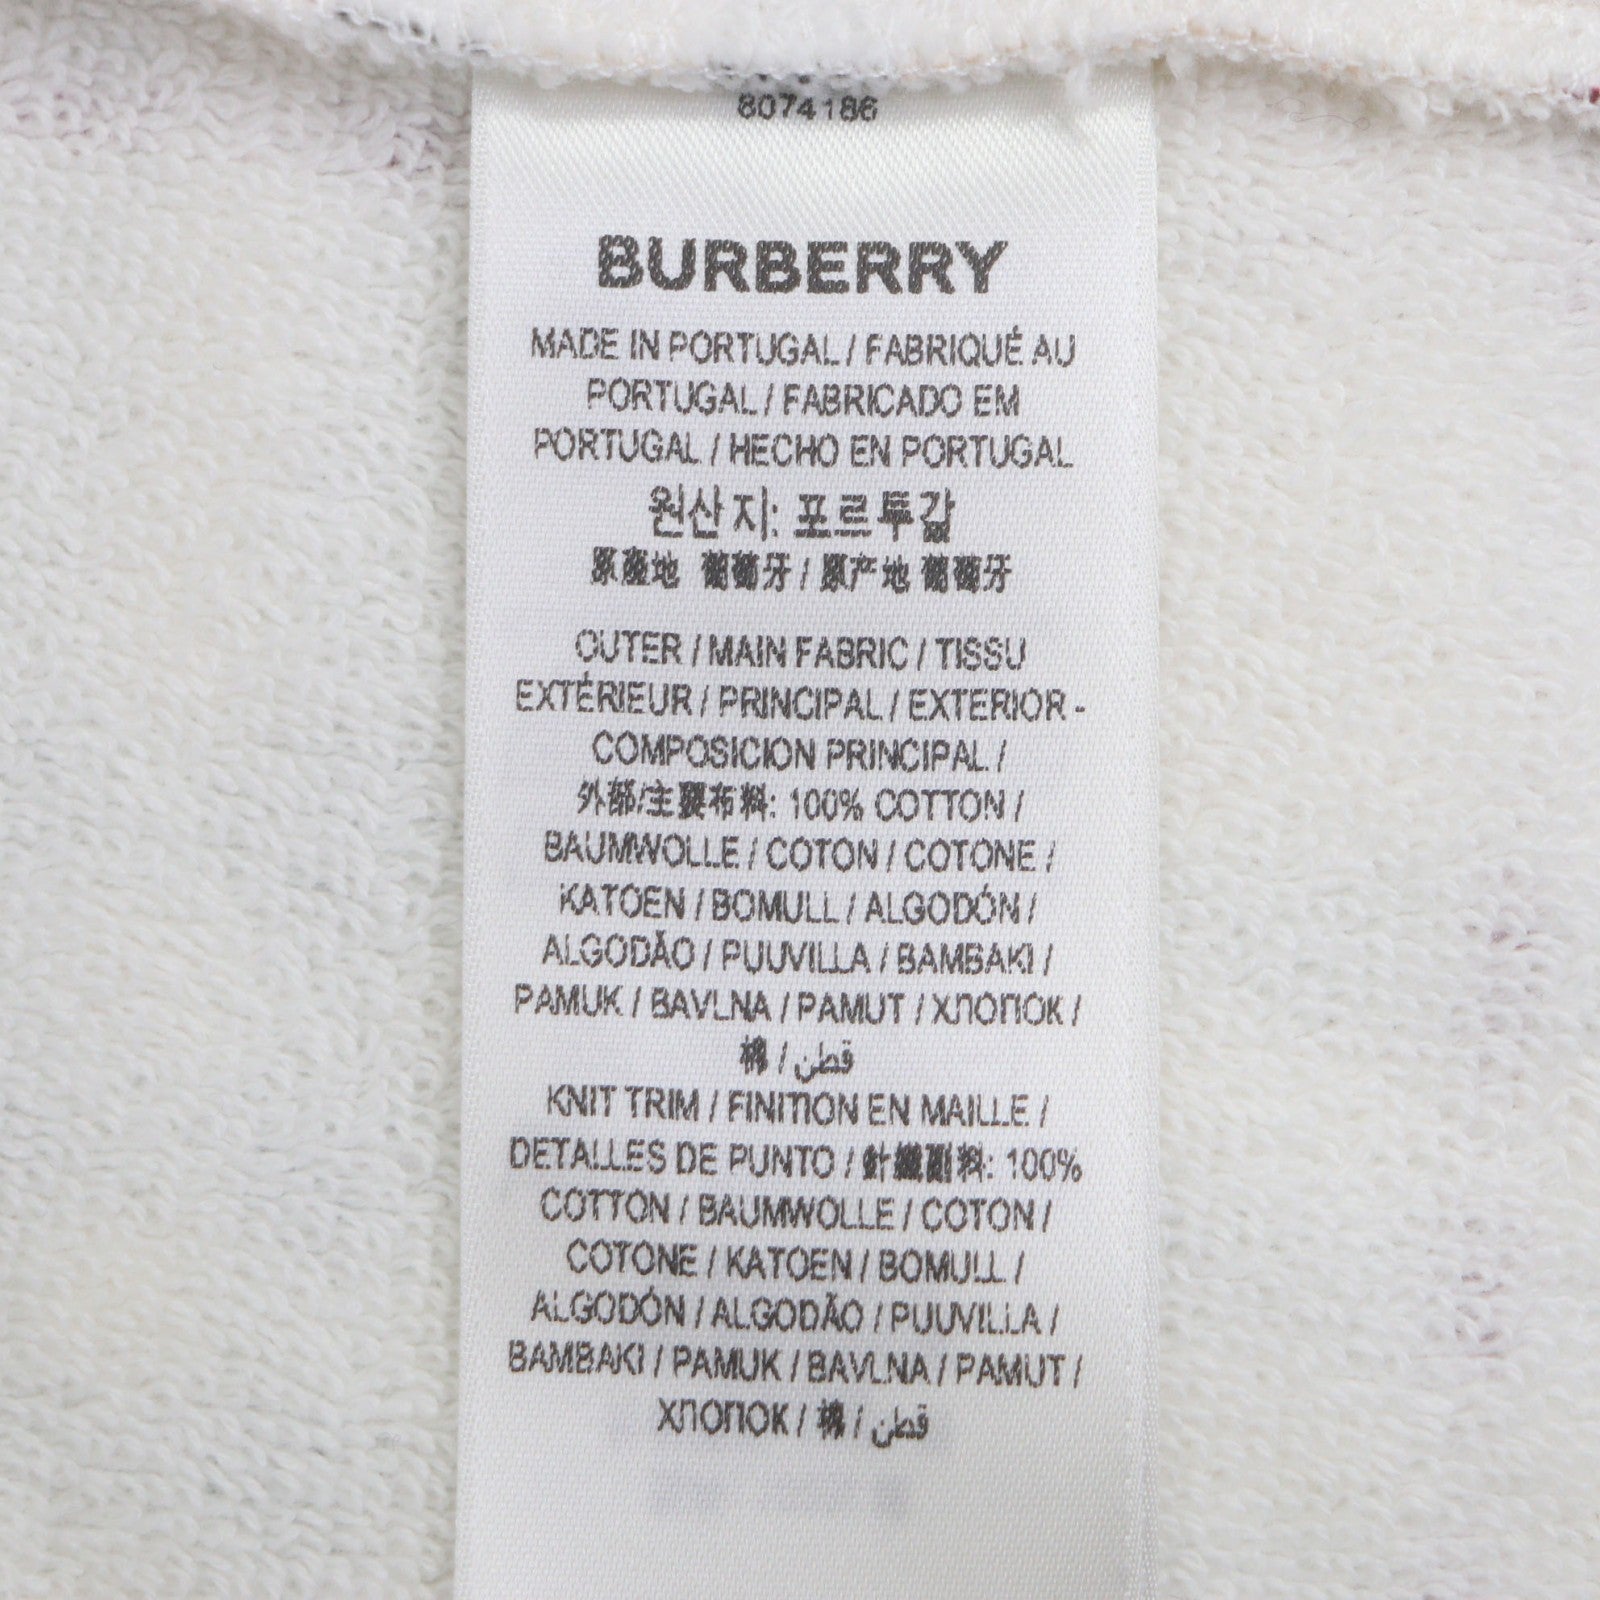 8074186
BURBERRY
MADE IN PORTUGAL / FABRIQUÉ AU
PORTUGAL / FABRICADO EM
PORTUGAL / HECHO EN PORTUGAL
원산지: 포르투갈
原產地 葡萄牙 / 原产地 葡萄牙
OUTER / MAIN FABRIC / TISSU
EXTÉRIEUR / PRINCIPAL / EXTERIOR -
COMPOSICION PRINCIPAL /
外部/主要布料: 100% COTTON /
BAUMWOLLE / COTON / COTONE /
KATOEN / BOMULL / ALGODÓN /
ALGODÃO / PUUVILLA / BAMBAKI /
PAMUK / BAVLNA / PAMUT / ХЛОПОК /
棉 / قطن
KNIT TRIM / FINITION EN MAILLE /
DETALLES DE PUNTO / 針織副料: 100%
COTTON / BAUMWOLLE / COTON /
COTONE / KATOEN / BOMULL /
ALGODÓN / ALGODÃO / PUUVILLA /
BAMBAKI / PAMUK / BAVLNA / PAMUT /
ХЛОПОК / 棉 / قطن